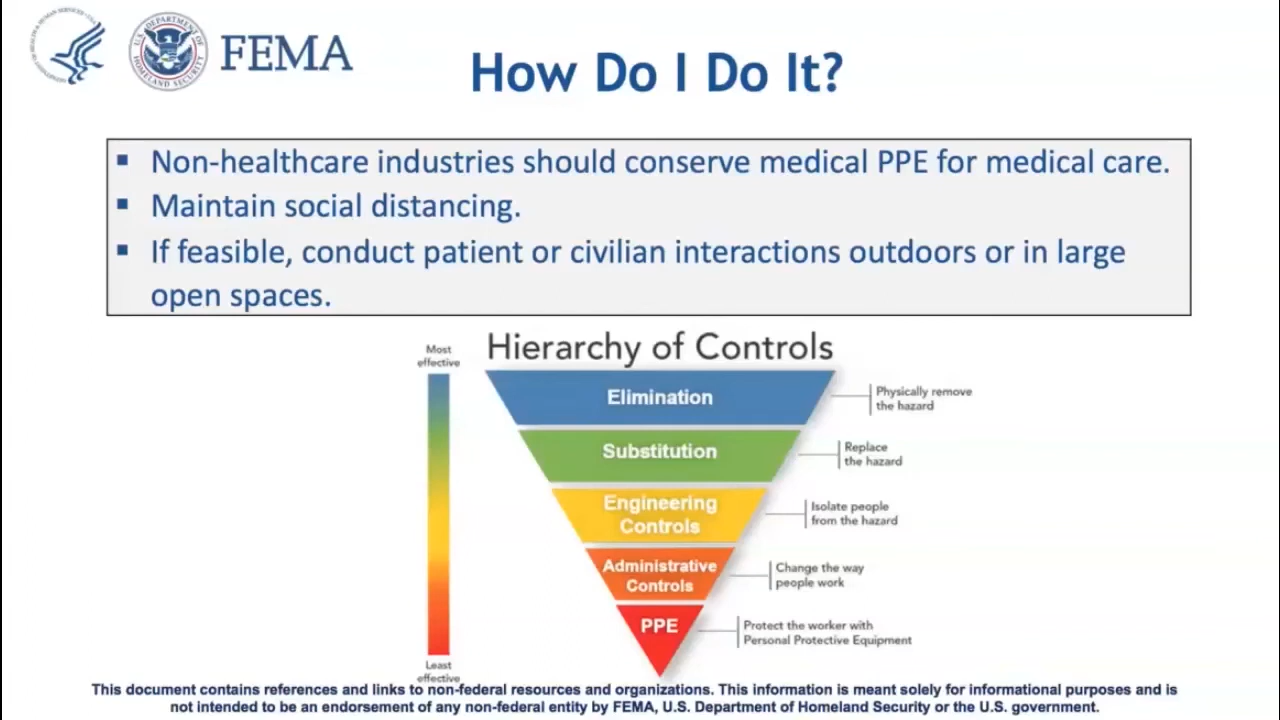 FEMA
How Do I Do It?
▪ Non-healthcare industries should conserve medical PPE for medical care.
▪ Maintain social distancing.
▪ If feasible, conduct patient or civilian interactions outdoors or in large
open spaces.
Hierarchy of Controls
Most
effective
Elimination
Physically remove
the hazard
Substitution
Replace
the hazard
Engineering
Controls
Isolate people
from the hazard
Administrative
Controls
Change the way
people work
PPE
Protect the worker with
Personal Protective Equipment
Least
effective
This document contains references and links to non-federal resources and organizations. This information is meant solely for informational purposes and is
not intended to be an endorsement of any non-federal entity by FEMA, U.S. Department of Homeland Security or the U.S. government.